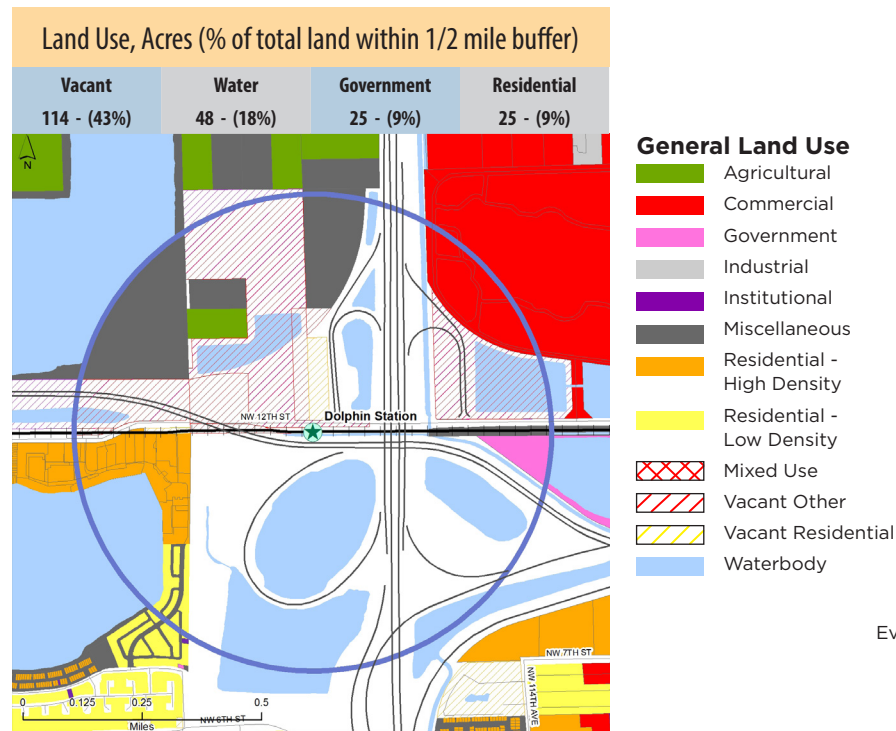 Land Use, Acres (% of total land within 1/2 mile buffer)
Vacant Water Government Residential
114 - (43%) 48 - (18%) 25 - (9%) 25 - (9%)
N
NW 12TH ST
Dolphin Station
NW 7TH ST
NW 114TH AVE
0 0.125 0.25 0.5
Miles
NW 6TH ST
General Land Use
Agricultural
Commercial
Government
Industrial
Institutional
Miscellaneous
Residential -
High Density
Residential -
Low Density
Mixed Use
Vacant Other
Vacant Residential
Waterbody
Ev